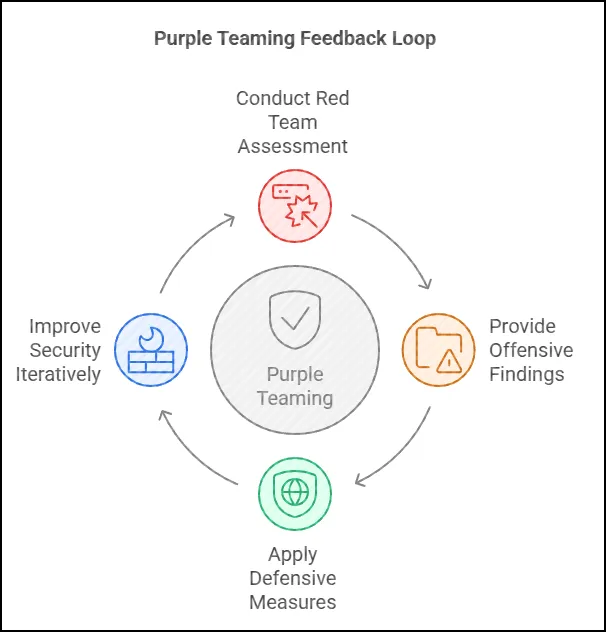 Purple Teaming Feedback Loop
Conduct Red
Team
Assessment
Provide
Offensive
Findings
Apply
Defensive
Measures
Improve
Security
Iteratively
Purple
Teaming